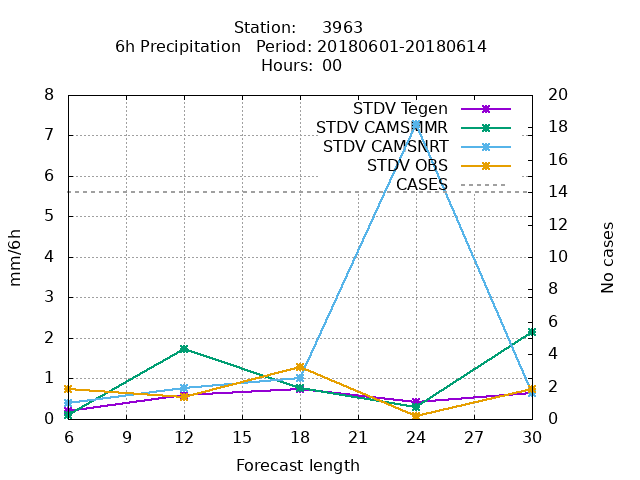 Station: 3963
6h Precipitation Period: 20180601-20180614
Hours: 00
8 20
STDV Tegen
18
STDV CAMSMMR
7
STDV CAMSNRT
16
STDV OBS
6
CASES
14
5
12
4 10
8
3
6
2
4
1
2
0 0
6 9 12 15 18 21 24 27 30
mm/6h
No cases
Forecast length